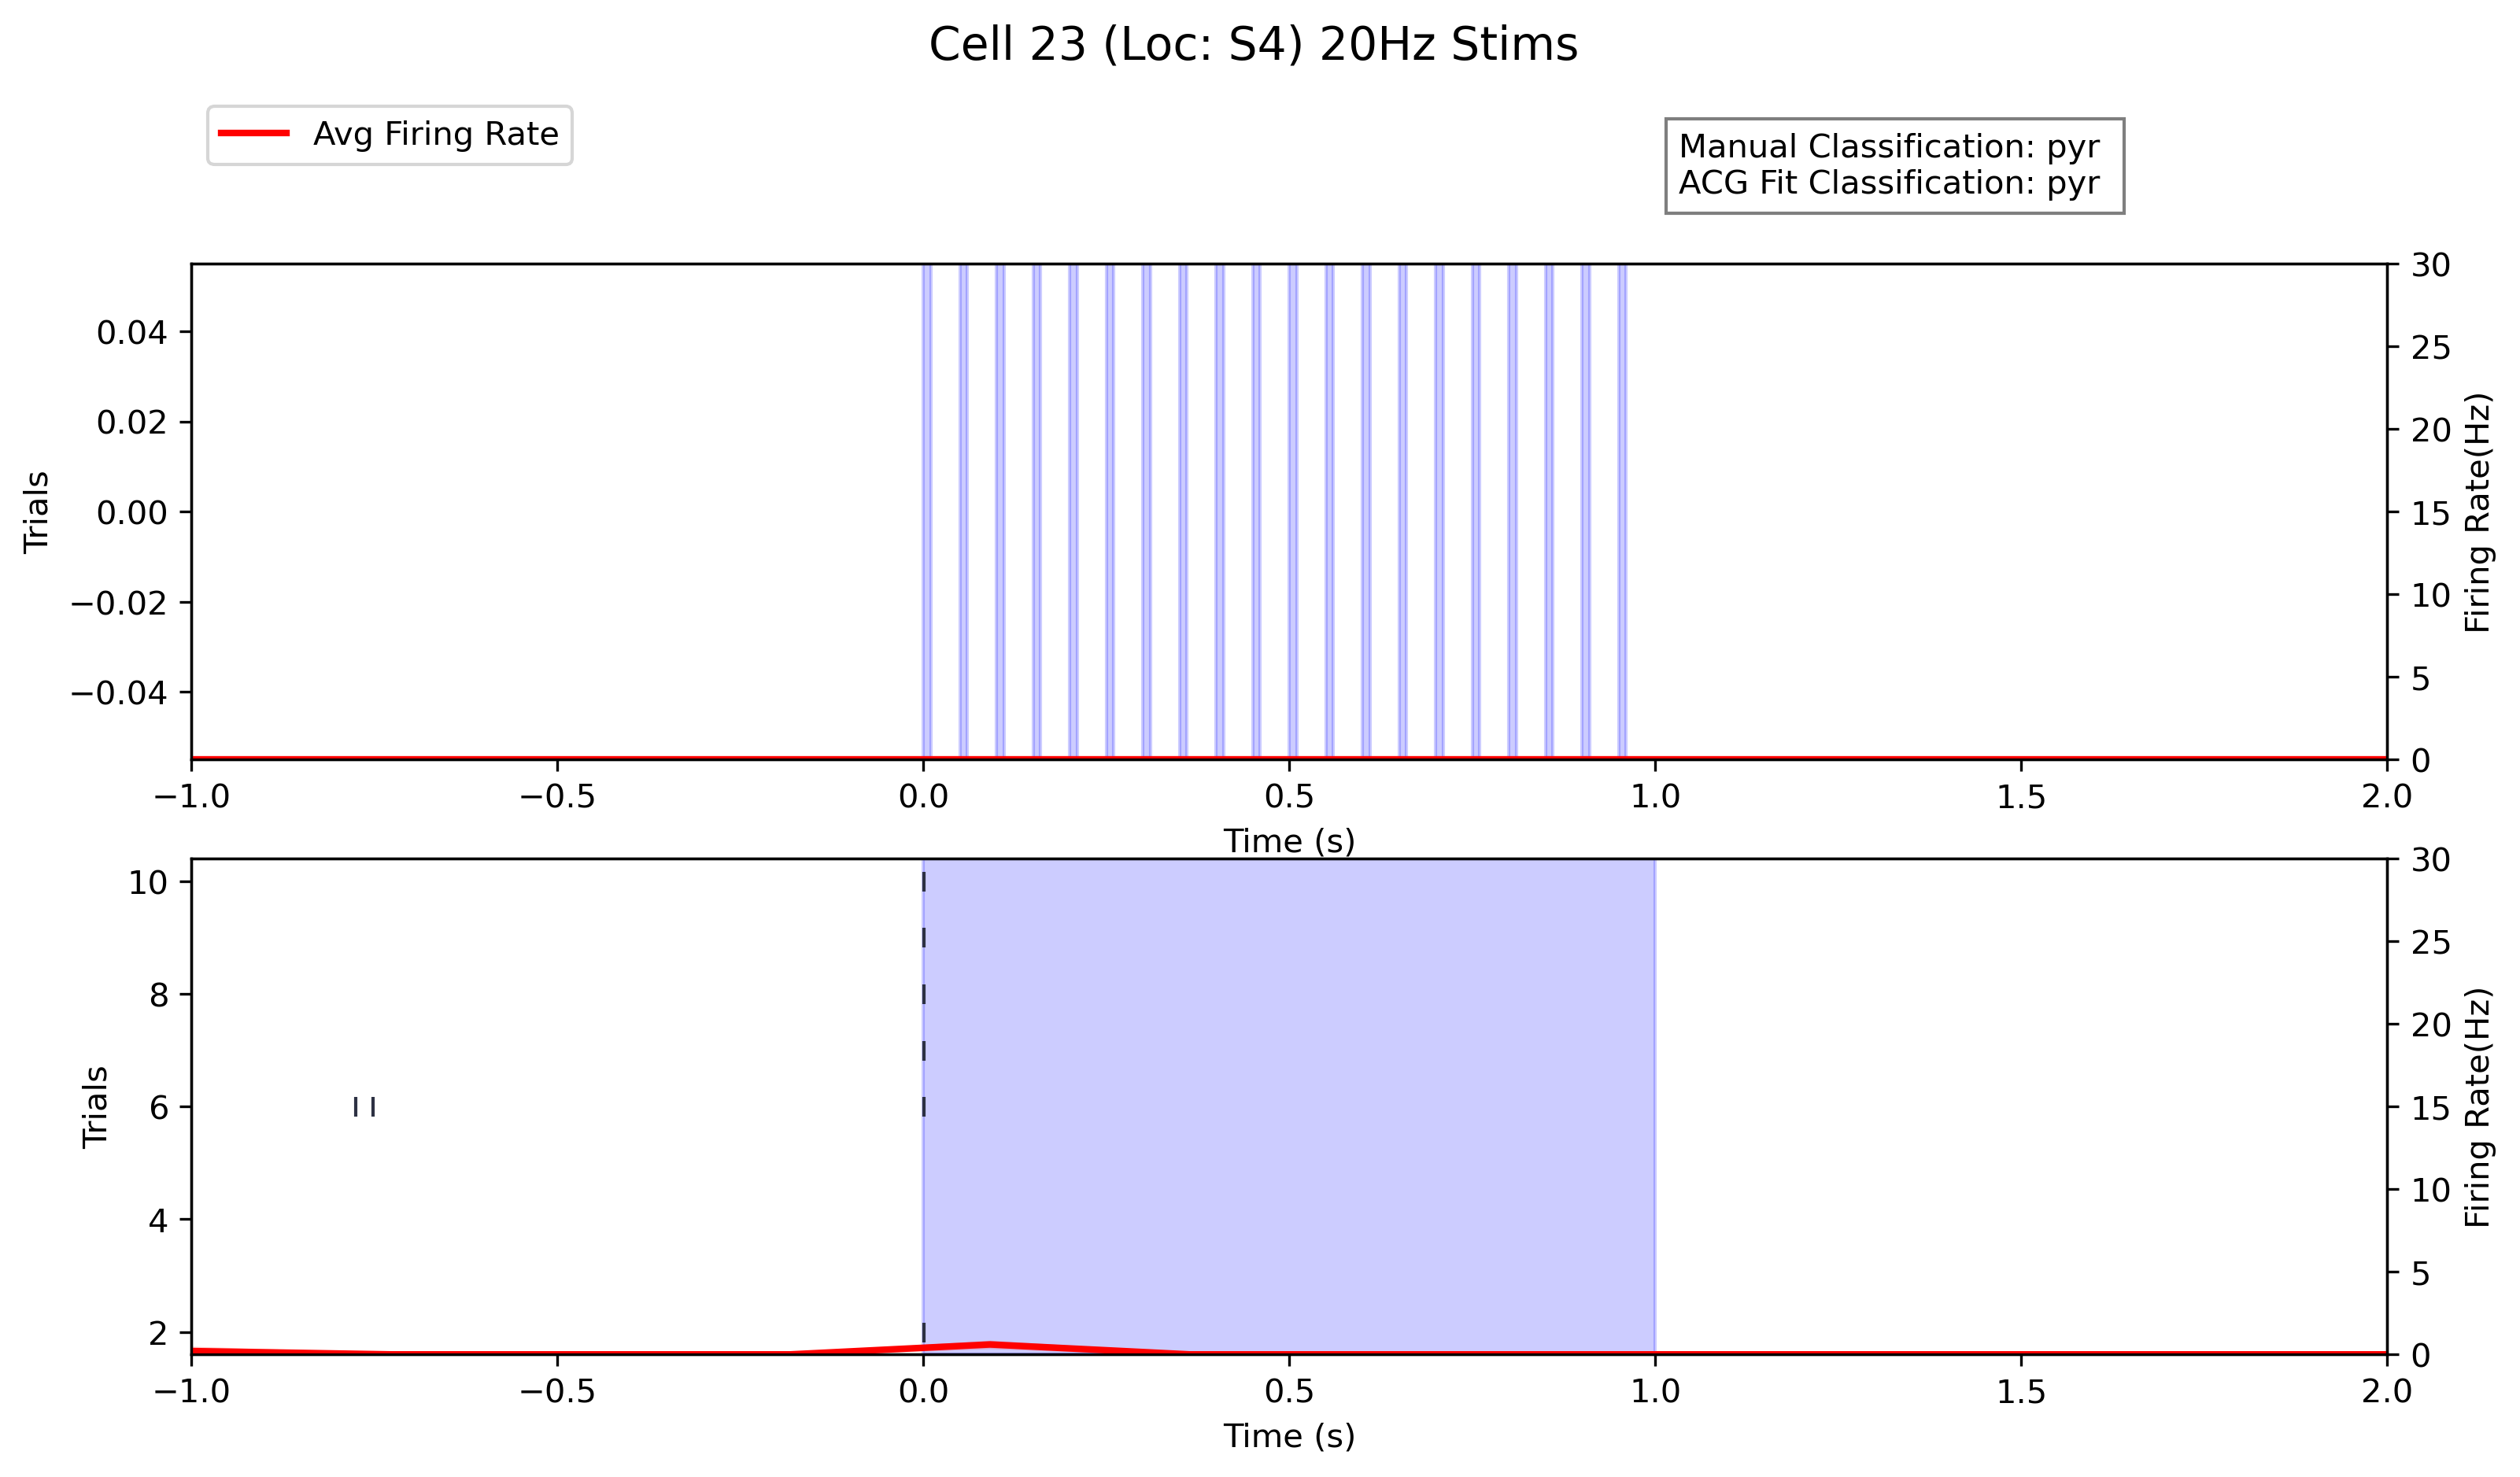 Cell 23 (Loc: S4) 20Hz Stims
Avg Firing Rate
Manual Classification: pyr
ACG Fit Classification: pyr
Trials
0.04
0.02
0.00
−0.02
−0.04
30
25
20
15
10
5
0
Firing Rate(Hz)
−1.0 −0.5 0.0 0.5 1.0 1.5 2.0
Time (s)
Trials
10
8
6
4
2
30
25
20
15
10
5
0
Firing Rate(Hz)
−1.0 −0.5 0.0 0.5 1.0 1.5 2.0
Time (s)